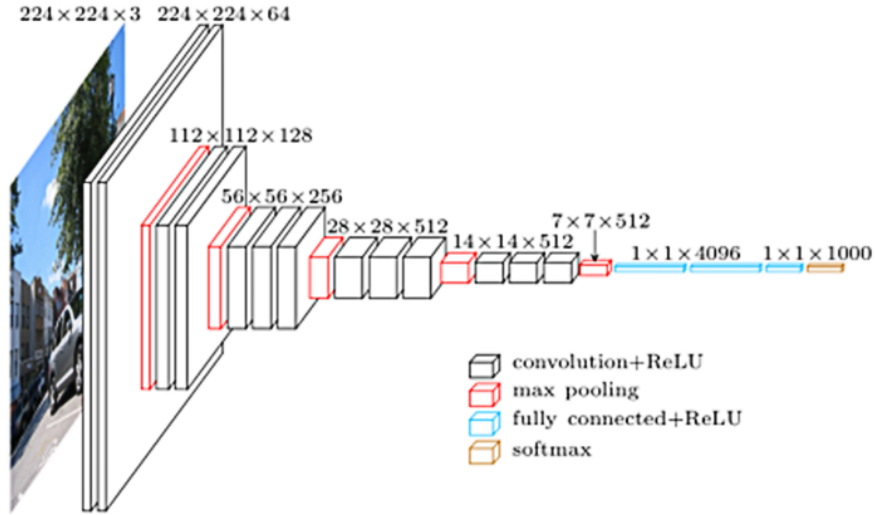 224×224×3
224×224×64
112×112×128
56×56×256
28×28×512
14×14×512
7×7×512
1×1×4096
1×1×1000
convolution+ReLU
max pooling
fully connected+ReLU
softmax